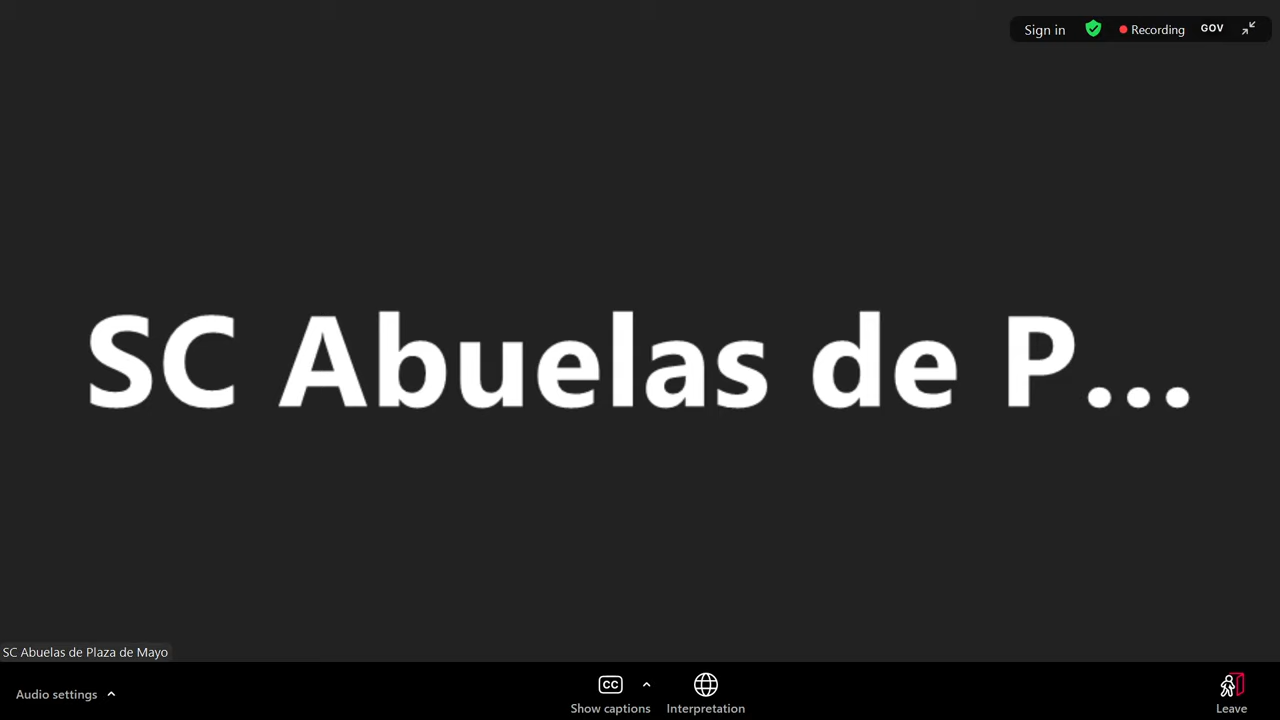 Sign in Recording GOV
SC Abuelas de P...
SC Abuelas de Plaza de Mayo
Audio settings CC Show captions Interpretation Leave